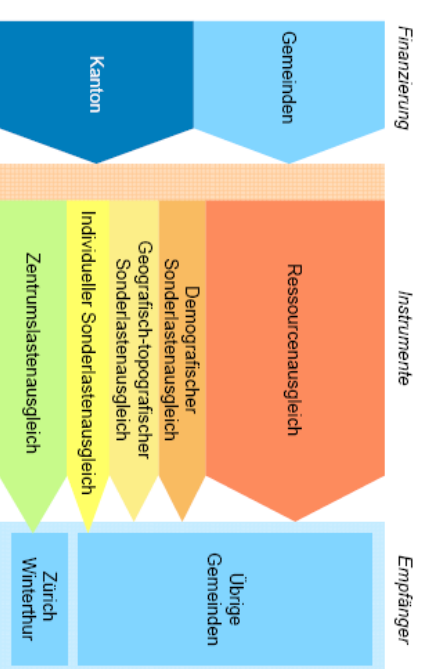 Finanzierung
Instrumente
Empfänger
Gemeinden
Kanton
Ressourcenausgleich
Demografischer
Sonderlastenausgleich
Geografisch-topografischer
Sonderlastenausgleich
Individueller Sonderlastenausgleich
Zentrumslastenausgleich
Übrige
Gemeinden
Zürich
Winterthur